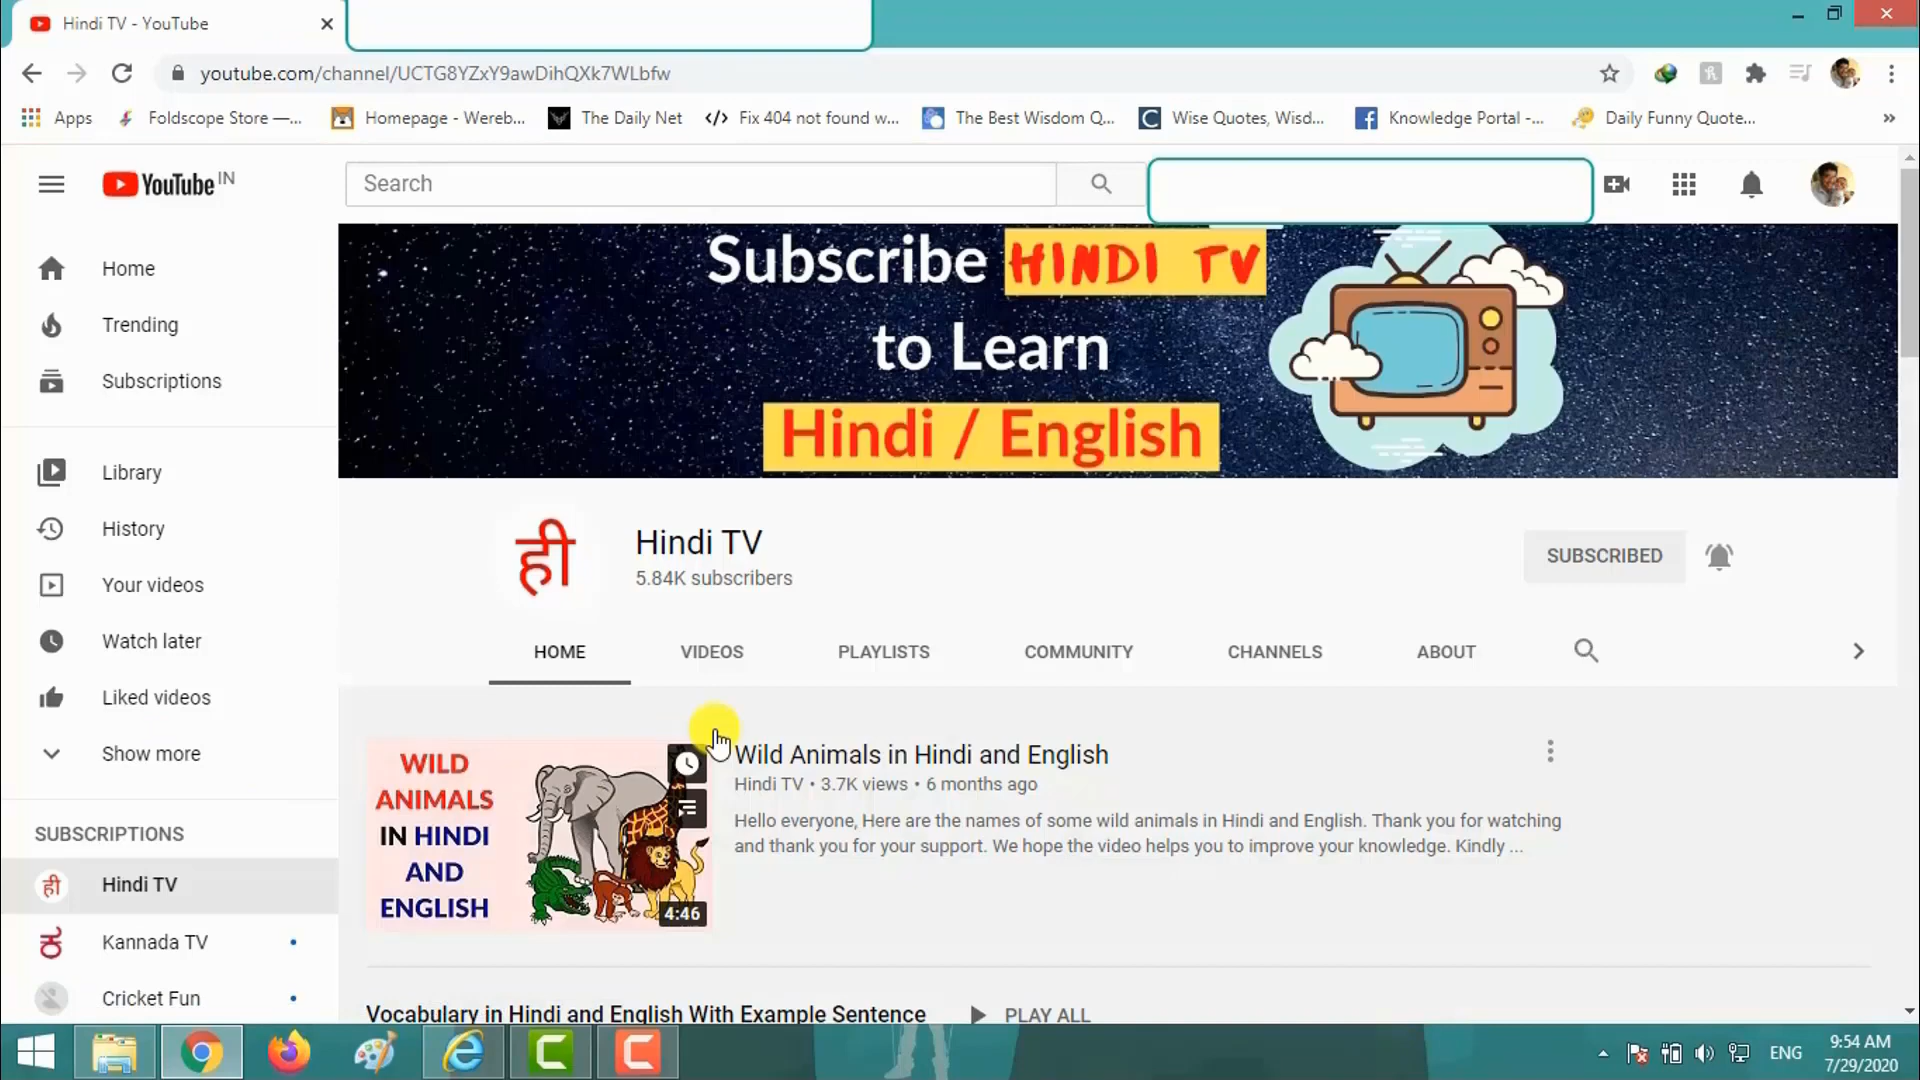 Hindi TV - YouTube
youtube.com/channel/UCTG8YZxY9awDihQXk7WLbfw
Apps
Foldscope Store —...
Homepage - Wereb...
The Daily Net
Fix 404 not found w...
The Best Wisdom Q...
Wise Quotes, Wisd...
Knowledge Portal -...
Daily Funny Quote...
YouTube IN
Search
Home
Trending
Subscriptions
Library
History
Your videos
Watch later
Liked videos
Show more
SUBSCRIPTIONS
ही Hindi TV
ಕ Kannada TV
Cricket Fun
Subscribe HINDI TV
to Learn
Hindi / English
ही
Hindi TV
5.84K subscribers
SUBSCRIBED
HOME VIDEOS PLAYLISTS COMMUNITY CHANNELS ABOUT
WILD
ANIMALS
IN HINDI
AND
ENGLISH
4:46
Wild Animals in Hindi and English
Hindi TV • 3.7K views • 6 months ago
Hello everyone, Here are the names of some wild animals in Hindi and English. Thank you for watching
and thank you for your support. We hope the video helps you to improve your knowledge. Kindly ...
Vocabulary in Hindi and English With Example Sentence
PLAY ALL
ENG
9:54 AM
7/29/2020